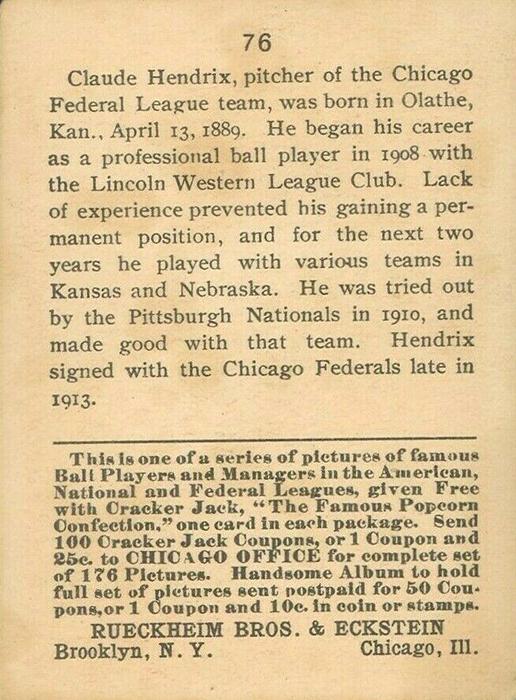 76
Claude Hendrix, pitcher of the Chicago
Federal League team, was born in Olathe,
Kan., April 13, 1889. He began his career
as a professional ball player in 1908 with
the Lincoln Western League Club. Lack
of experience prevented his gaining a per-
manent position, and for the next two
years he played with various teams in
Kansas and Nebraska. He was tried out
by the Pittsburgh Nationals in 1910, and
made good with that team. Hendrix
signed with the Chicago Federals late in
1913.
This is one of a series of pictures of famous
Ball Players and Managers in the American,
National and Federal Leagues, given Free
with Cracker Jack, “The Famous Popcorn
Confection,” one card in each package. Send
100 Cracker Jack Coupons, or 1 Coupon and
25c. to CHICAGO OFFICE for complete set
of 176 Pictures. Handsome Album to hold
full set of pictures sent postpaid for 50 Cou-
pons, or 1 Coupon and 10c. in coin or stamps.
RUECKHEIM BROS. & ECKSTEIN
Brooklyn, N. Y. Chicago, Ill.